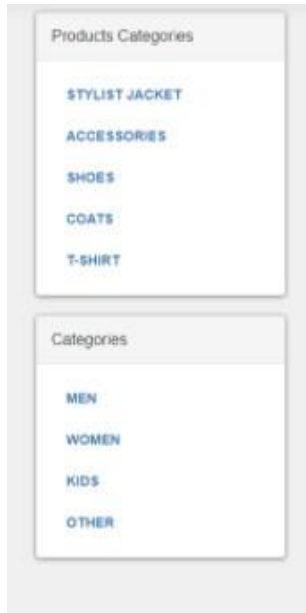 Products Categories
STYLIST JACKET
ACCESSORIES
SHOES
COATS
T-SHIRT
Categories
MEN
WOMEN
KIDS
OTHER